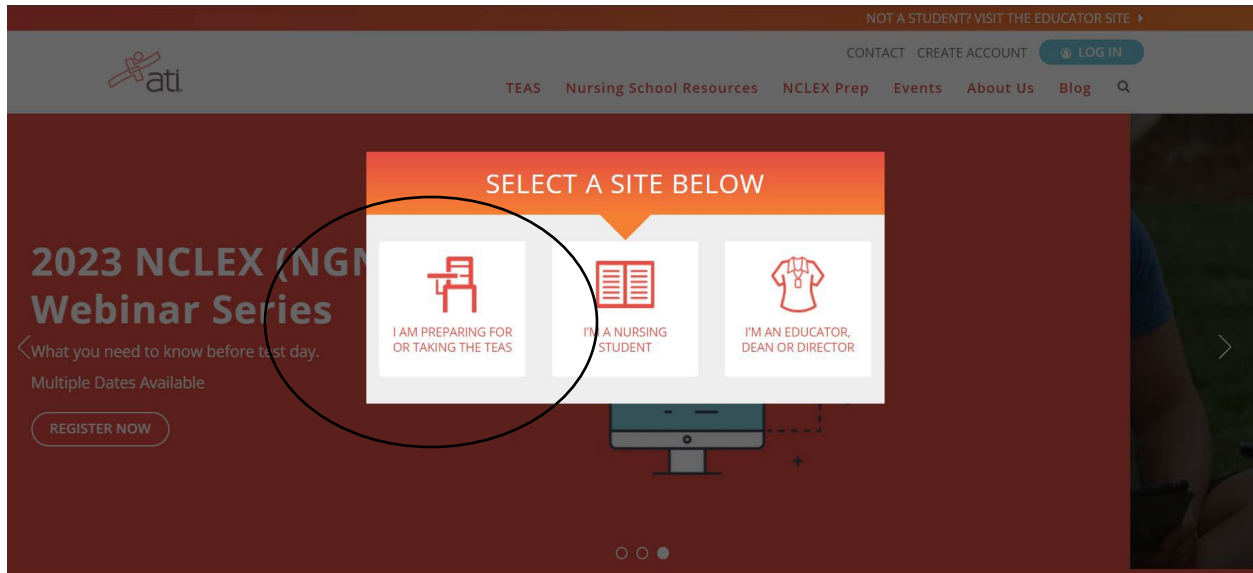 NOT A STUDENT? VISIT THE EDUCATOR SITE
CONTACT CREATE ACCOUNT LOG IN
ati
TEAS Nursing School Resources NCLEX Prep Events About Us Blog
SELECT A SITE BELOW
2023 NCLEX (NGN
Webinar Series
What you need to know before test day.
Multiple Dates Available
REGISTER NOW
I AM PREPARING FOR
OR TAKING THE TEAS
I'M A NURSING
STUDENT
I'M AN EDUCATOR,
DEAN OR DIRECTOR